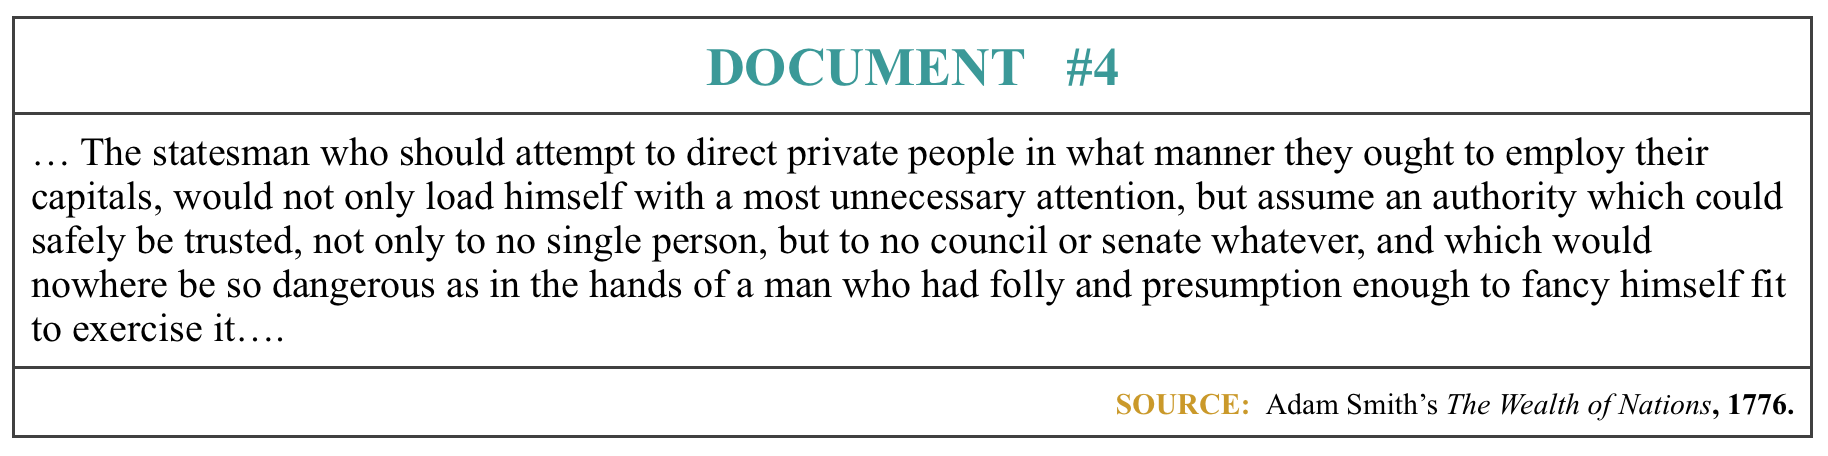 DOCUMENT #4
… The statesman who should attempt to direct private people in what manner they ought to employ their
capitals, would not only load himself with a most unnecessary attention, but assume an authority which could
safely be trusted, not only to no single person, but to no council or senate whatever, and which would
nowhere be so dangerous as in the hands of a man who had folly and presumption enough to fancy himself fit
to exercise it….
SOURCE: Adam Smith’s The Wealth of Nations, 1776.